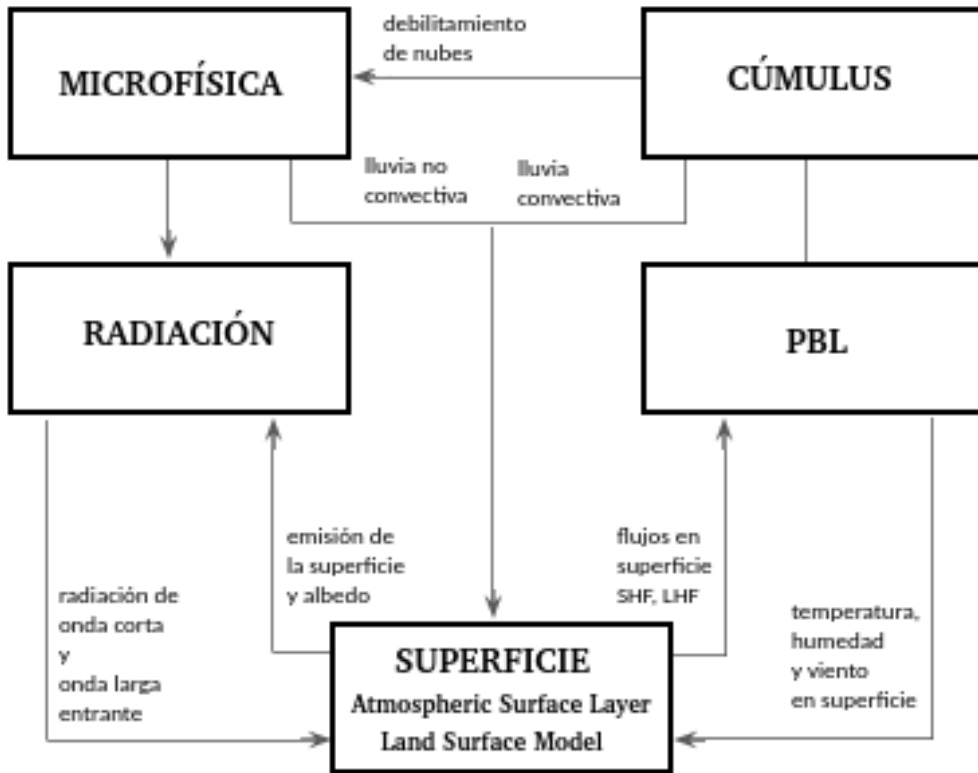 debilitamiento
de nubes
MICROFÍSICA
CÚMULUS
lluvia no
convectiva
lluvia
convectiva
RADIACIÓN
PBL
emisión de
la superficie
y albedo
flujos en
superficie
SHF, LHF
radiación de
onda corta
y
onda larga
entrante
temperatura,
humedad
y viento
en superficie
SUPERFICIE
Atmospheric Surface Layer
Land Surface Model